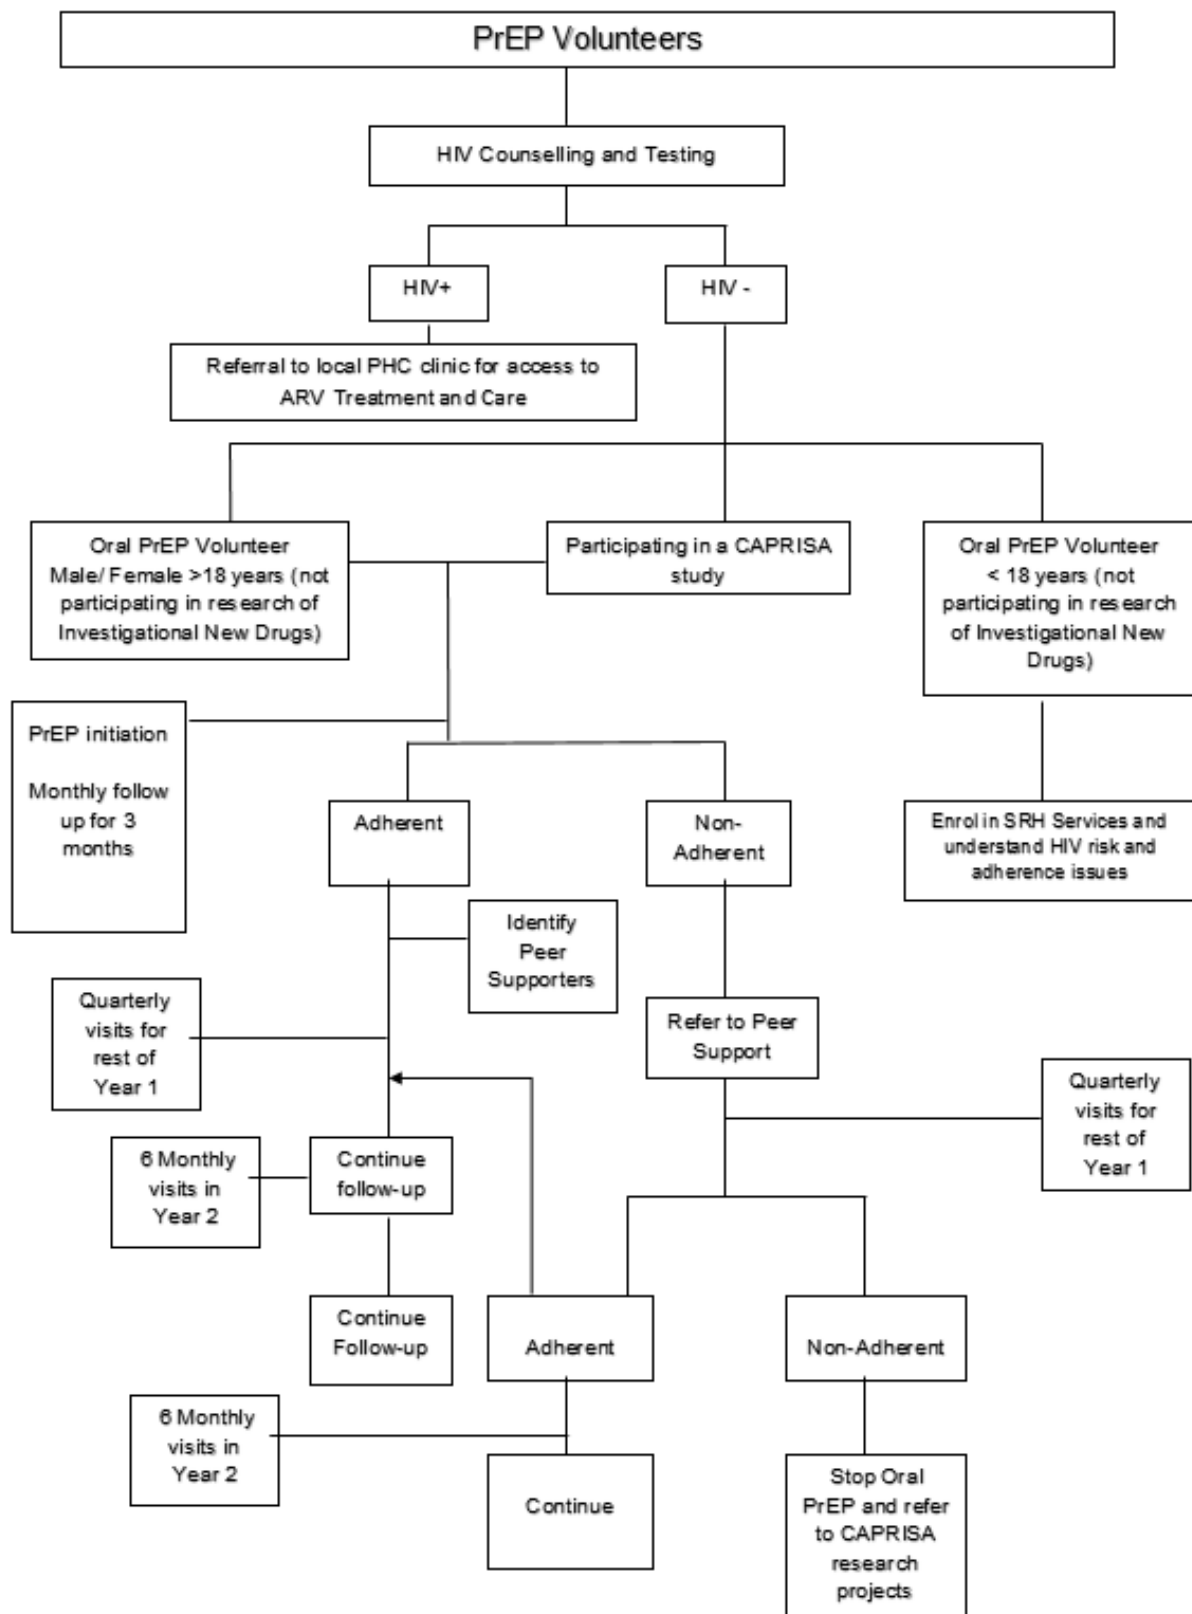 PrEP Volunteers
HIV Counselling and Testing
HIV+
HIV -
Referral to local PHC clinic for access to
ARV Treatment and Care
Oral PrEP Volunteer
Male/ Female >18 years (not
participating in research of
Investigational New Drugs)
Participating in a CAPRISA
study
Oral PrEP Volunteer
< 18 years (not
participating in research
of Investigational New
Drugs)
PrEP initiation
Monthly follow
up for 3
months
Adherent
Non-
Adherent
Enrol in SRH Services and
understand HIV risk and
adherence issues
Identify
Peer
Supporters
Quarterly
visits for
rest of
Year 1
Refer to Peer
Support
Quarterly
visits for
rest of
Year 1
6 Monthly
visits in
Year 2
Continue
follow-up
Continue
Follow-up
Adherent
Non-Adherent
6 Monthly
visits in
Year 2
Continue
Stop Oral
PrEP and refer
to CAPRISA
research
projects